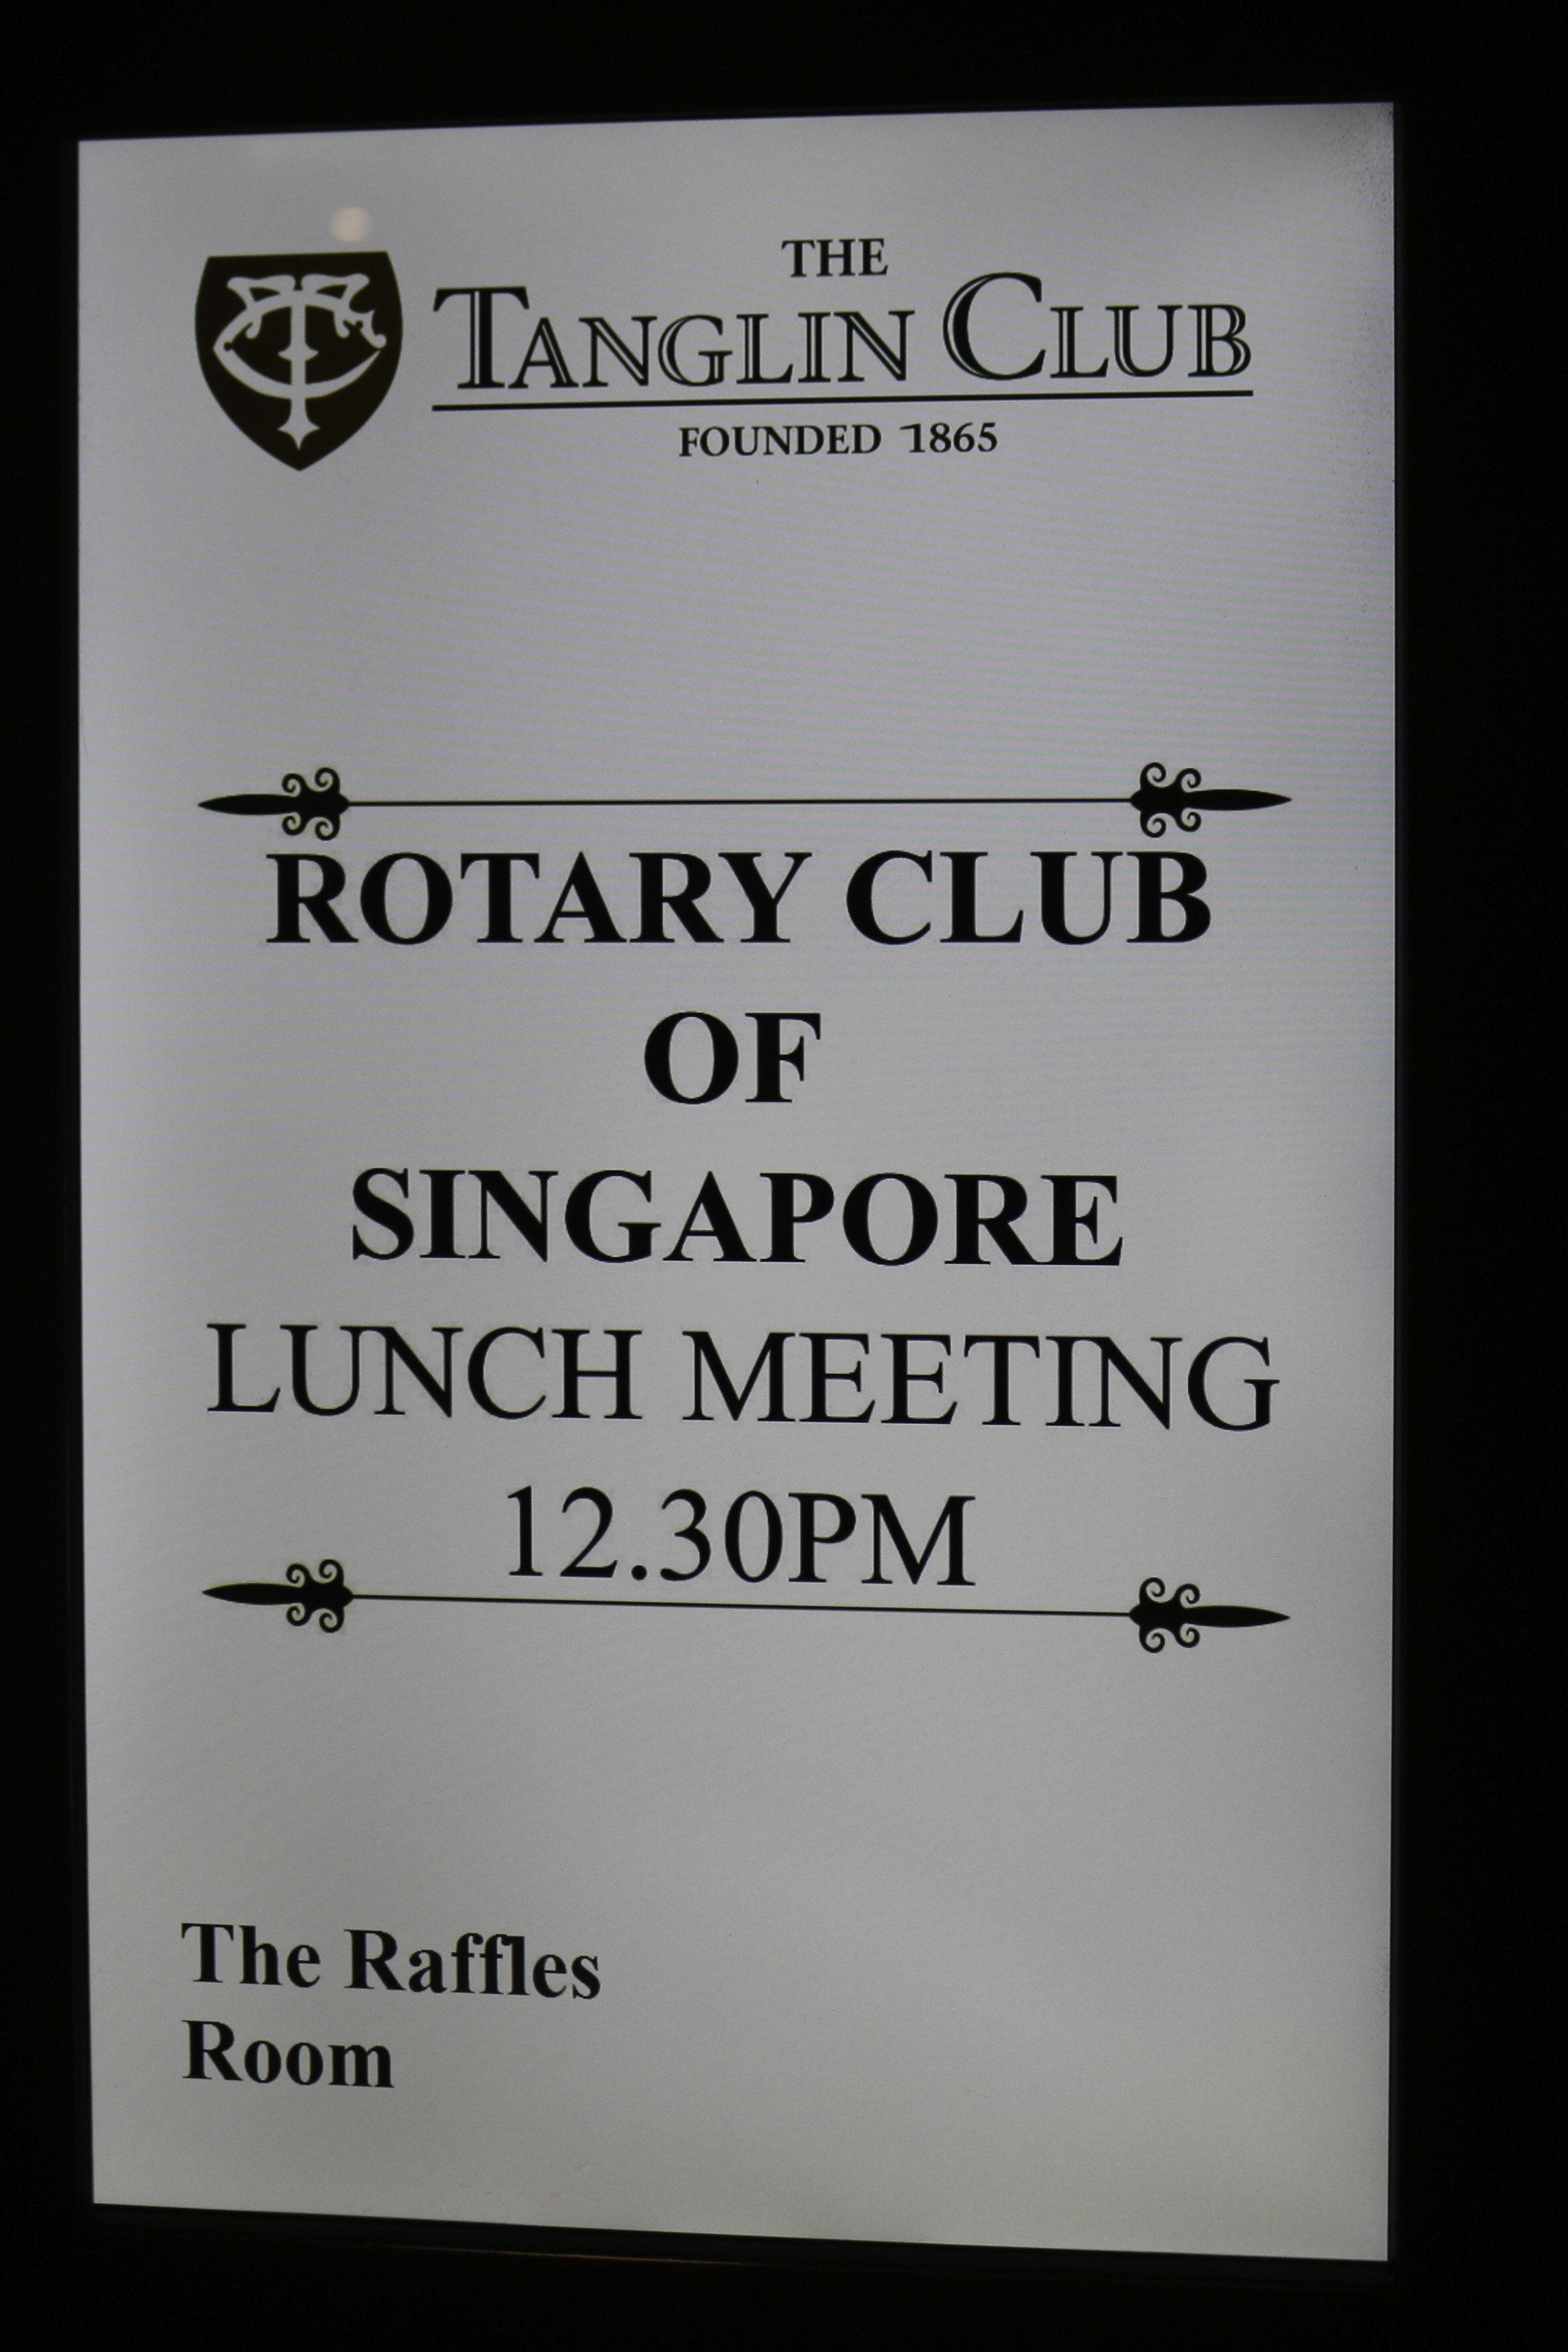 THE
TANGLIN CLUB
FOUNDED 1865
ROTARY CLUB
OF
SINGAPORE
LUNCH MEETING
12.30PM
The Raffles
Room